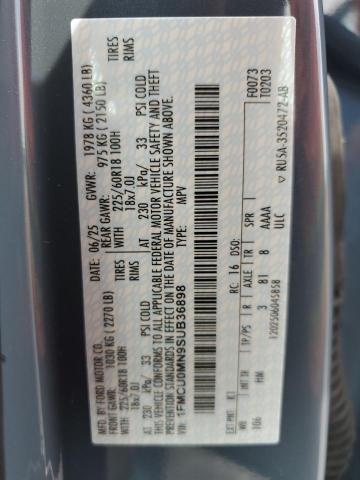 MFD. BY FORD MOTOR CO.
DATE: 06/25 GVWR: 1978 KG ( 4360 LB)
FRONT GAWR: 1030 KG ( 2270 LB) REAR GAWR: 975 KG ( 2150 LB)
225/60R18 100H TIRES WITH 225/60R18 100H TIRES
18x7.0J RIMS 18x7.0J RIMS
AT 230 kPa/ 33 PSI COLD AT 230 kPa/ 33 PSI COLD
THIS VEHICLE CONFORMS TO ALL APPLICABLE FEDERAL MOTOR VEHICLE SAFETY AND THEFT
PREVENTION STANDARDS IN EFFECT ON THE DATE OF MANUFACTURE SHOWN ABOVE.
VIN: 1FMCU0MN9SUB36898 TYPE: MPV
F0073
T0203
EXT PNT: K1 RC: 16 DSO:
WB INT TR TP/PS R AXLE TR SPR
106 HM 3 81 8 AAAA
ULC
1202506045858
▽ RU5A-3520472-AB